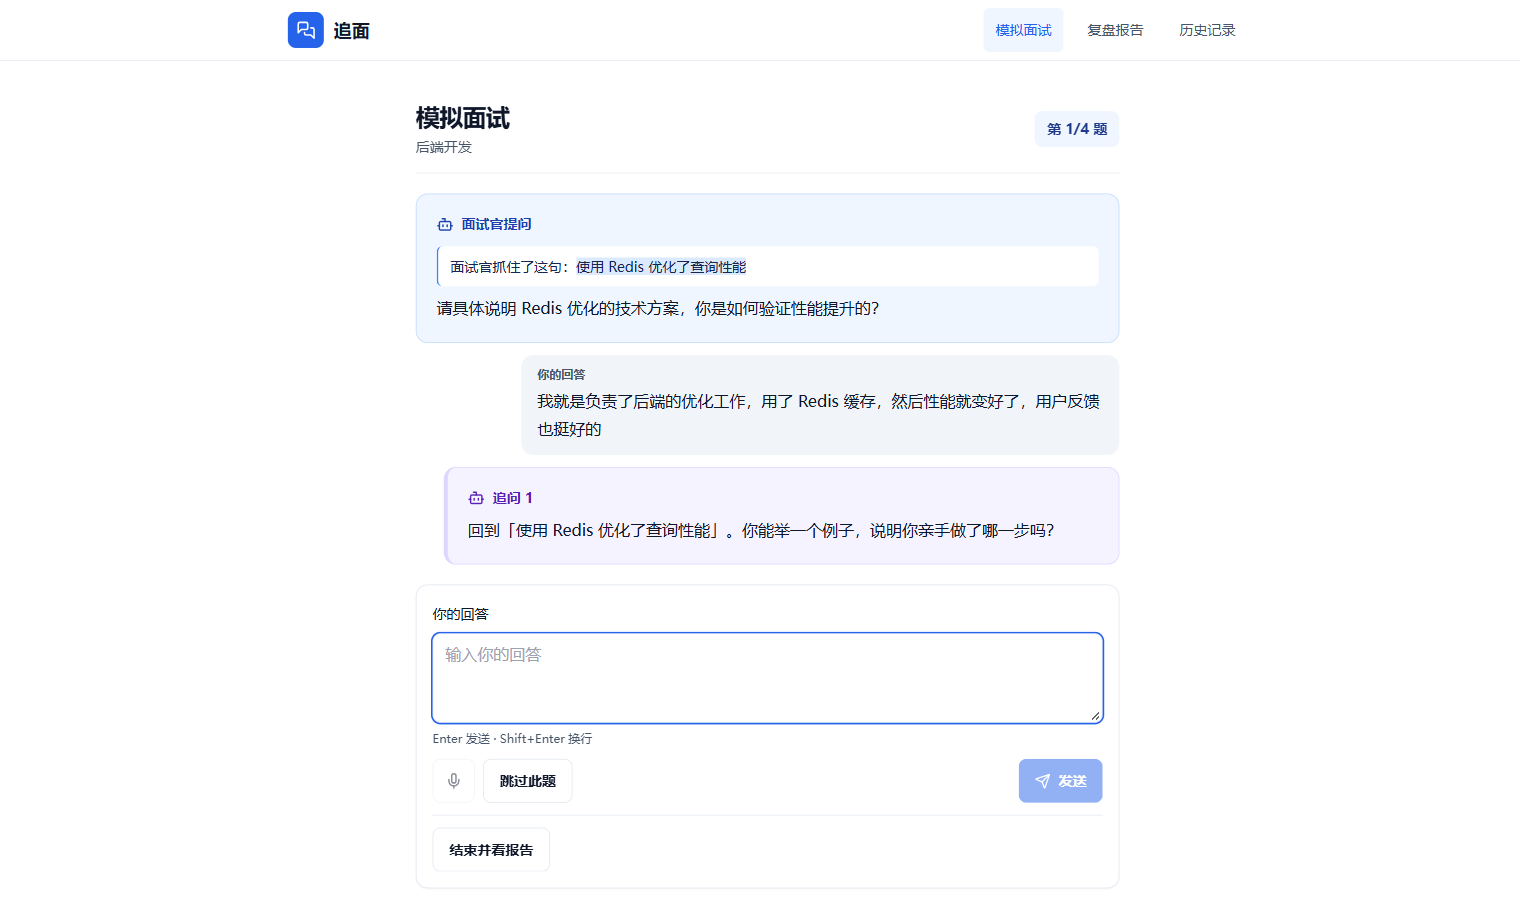 追面
模拟面试
复盘报告
历史记录
模拟面试
后端开发
第 1/4 题
面试官提问
面试官抓住了这句：使用 Redis 优化了查询性能
请具体说明 Redis 优化的技术方案，你是如何验证性能提升的？
你的回答
我就是负责了后端的优化工作，用了 Redis 缓存，然后性能就变好了，用户反馈
也挺好的
追问 1
回到「使用 Redis 优化了查询性能」。你能举一个例子，说明你亲手做了哪一步吗？
你的回答
输入你的回答
Enter 发送 · Shift+Enter 换行
跳过此题
发送
结束并看报告